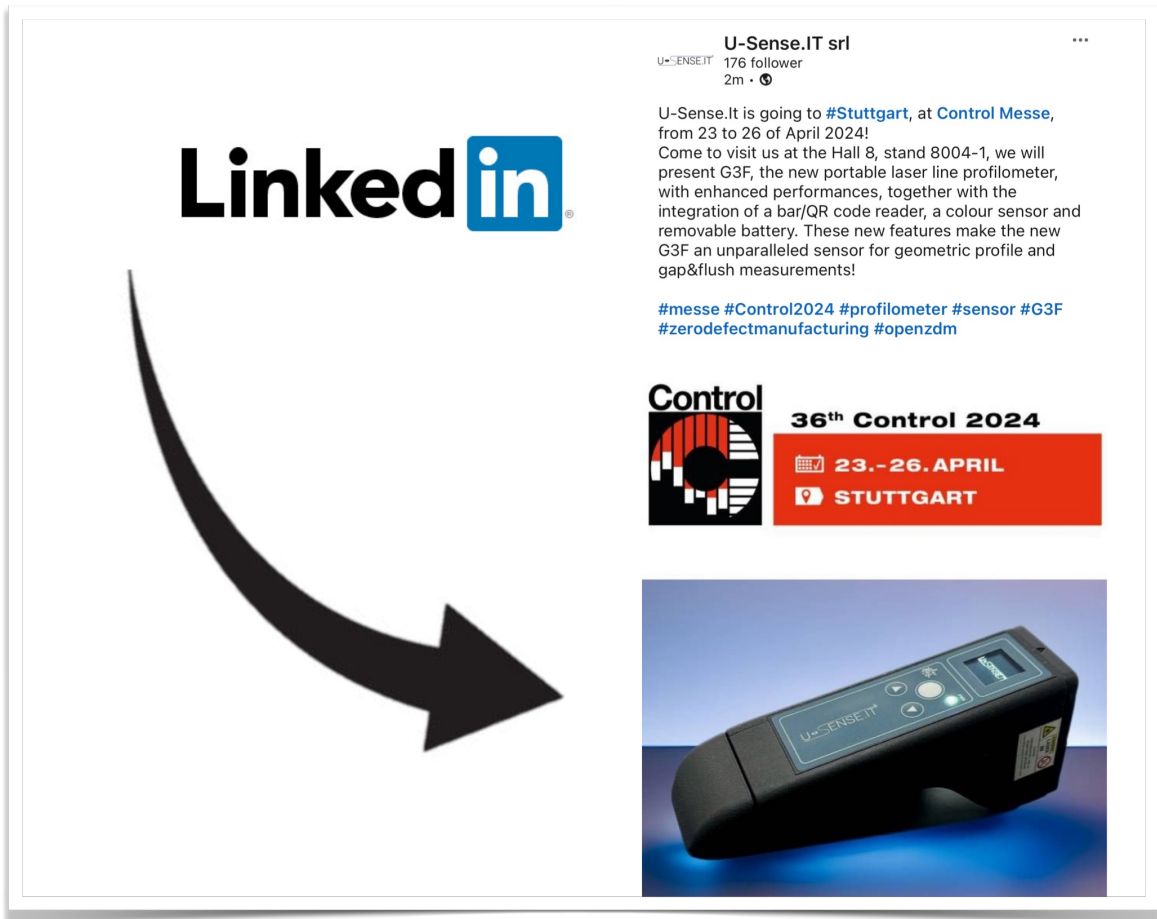 Linked in
U-SENSE.IT
U-Sense.IT srl
176 follower
2m •
U-Sense.It is going to #Stuttgart, at Control Messe,
from 23 to 26 of April 2024!
Come to visit us at the Hall 8, stand 8004-1, we will
present G3F, the new portable laser line profilometer,
with enhanced performances, together with the
integration of a bar/QR code reader, a colour sensor and
removable battery. These new features make the new
G3F an unparalleled sensor for geometric profile and
gap&flush measurements!
#messe #Control2024 #profilometer #sensor #G3F
#zerodefectmanufacturing #openzdm
Control
36th Control 2024
23.-26. APRIL
STUTTGART
U-SENSE.IT